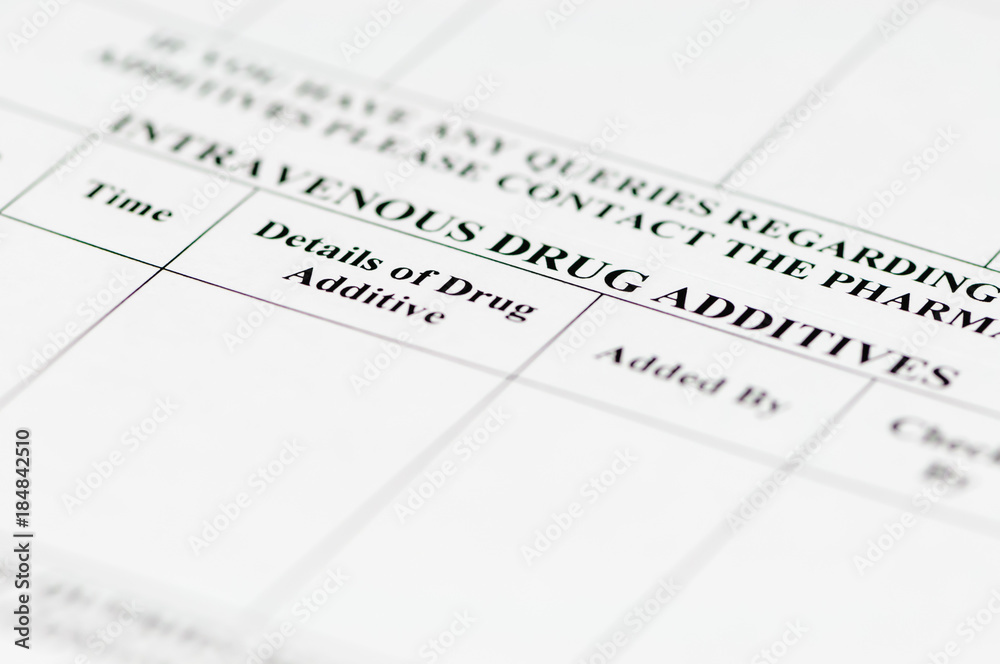 IF YOU HAVE ANY QUERIES REGARDING
ADDITIVES PLEASE CONTACT THE PHARMA
INTRAVENOUS DRUG ADDITIVES
Time
Details of Drug
Additive
Added By
Check
By
Adobe Stock | #184842510